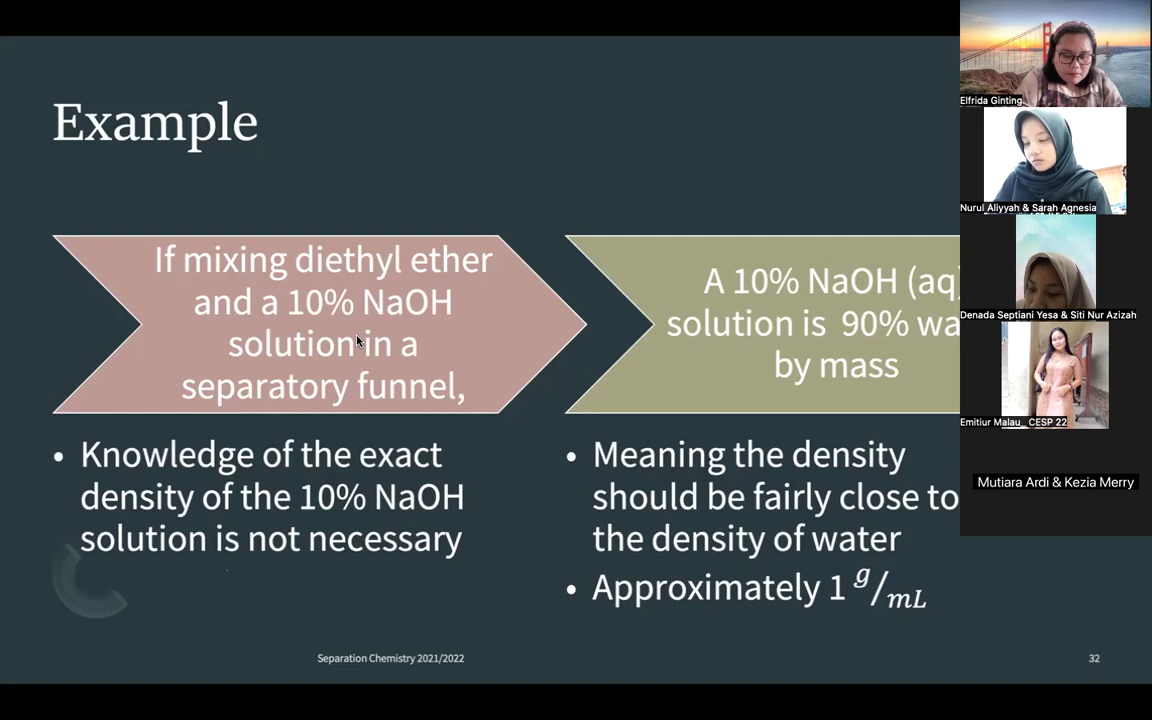 Example
If mixing diethyl ether
and a 10% NaOH
solution in a
separatory funnel,
• Knowledge of the exact
density of the 10% NaOH
solution is not necessary
A 10% NaOH (aq)
solution is 90% wa
by mass
• Meaning the density
should be fairly close to
the density of water
• Approximately 1 g/mL
Separation Chemistry 2021/2022
32
Elfrida Ginting
Nurul Aliyyah & Sarah Agnesia
Denada Septiani Yesa & Siti Nur Azizah
Emitiur Malau_ CESP 22
Mutiara Ardi & Kezia Merry